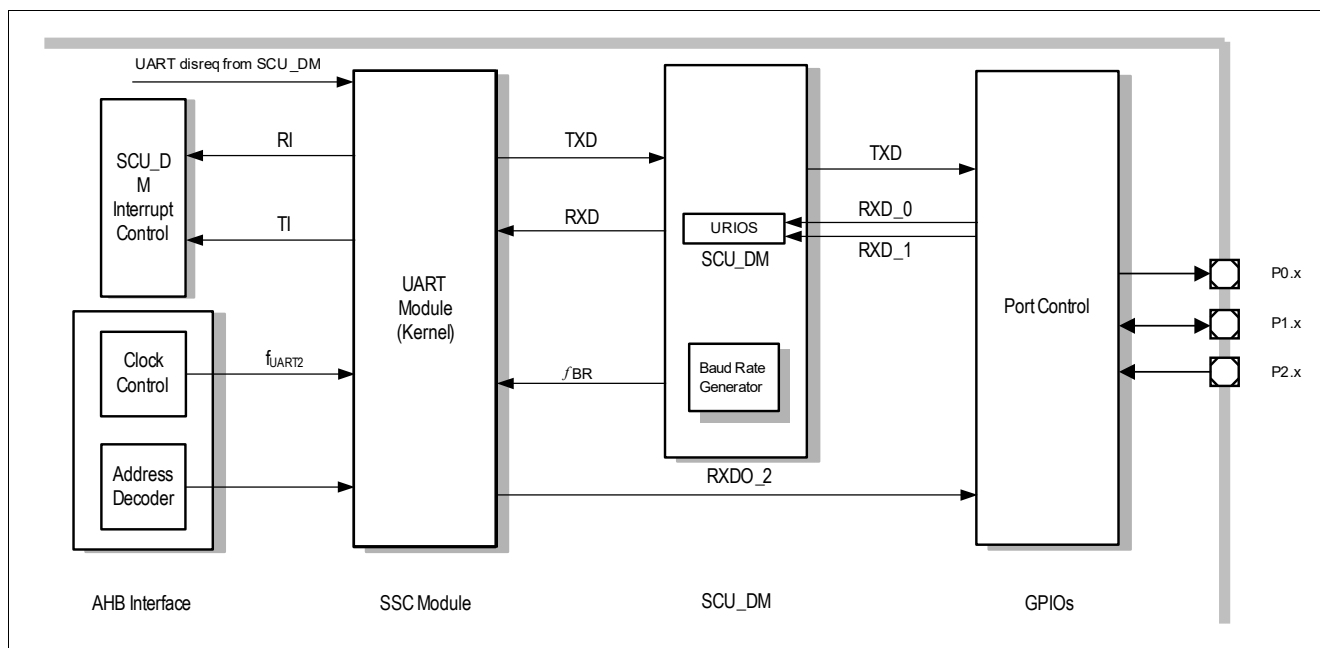 UART disreq from SCU_DM
SCU_D
M
Interrupt
Control
RI
TI
Clock
Control
fUART2
Address
Decoder
AHB Interface
UART
Module
(Kernel)
SSC Module
TXD
RXD
URIOS
SCU_DM
Baud Rate
Generator
fBR
RXDO_2
SCU_DM
TXD
RXD_0
RXD_1
Port Control
GPIOs
P0.x
P1.x
P2.x